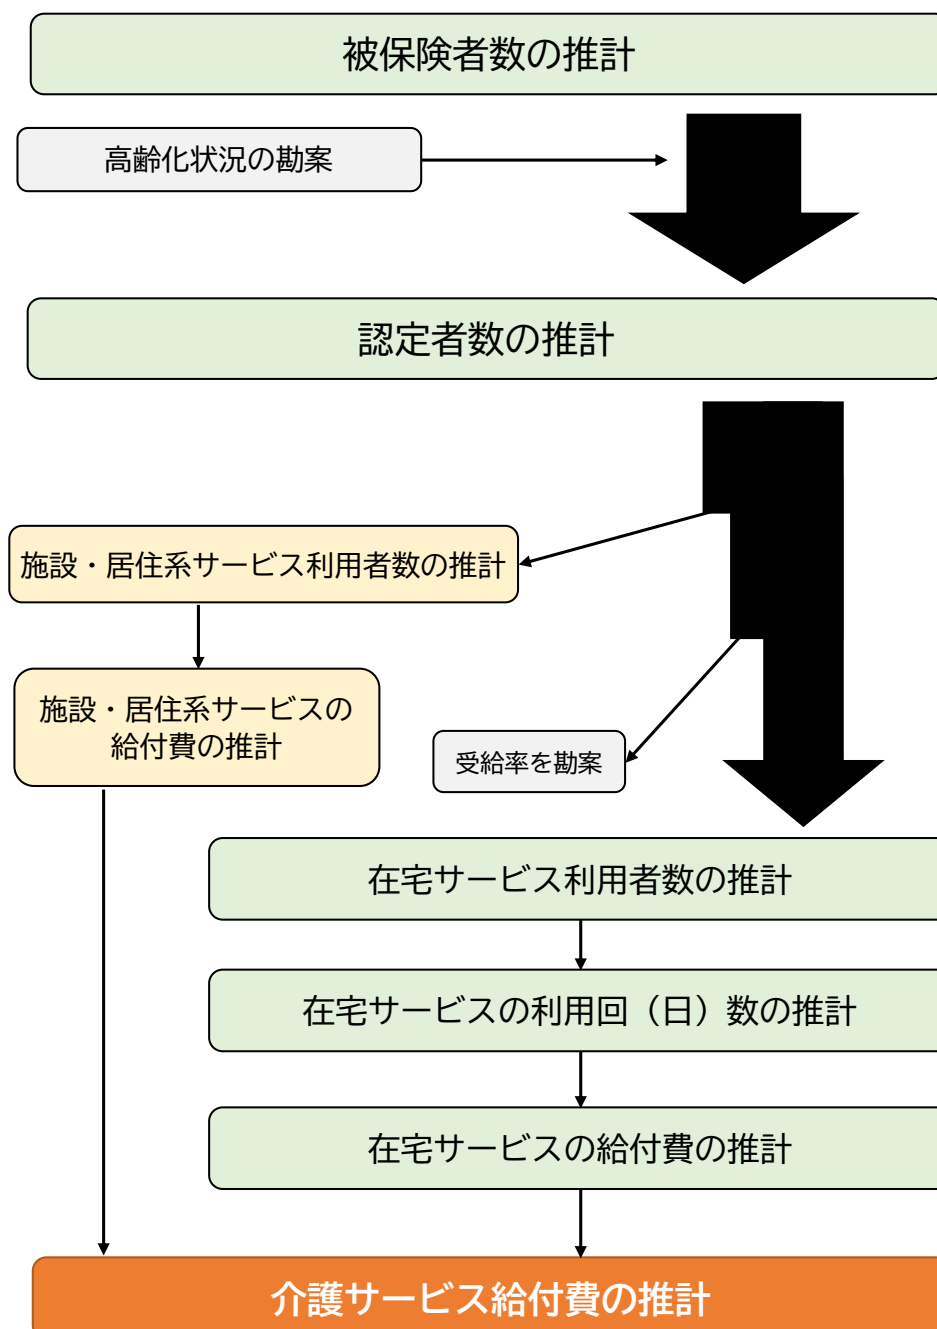 被保険者数の推計
高齢化状況の勘案
認定者数の推計
施設・居住系サービス利用者数の推計
施設・居住系サービスの
給付費の推計
受給率を勘案
在宅サービス利用者数の推計
在宅サービスの利用回（日）数の推計
在宅サービスの給付費の推計
介護サービス給付費の推計